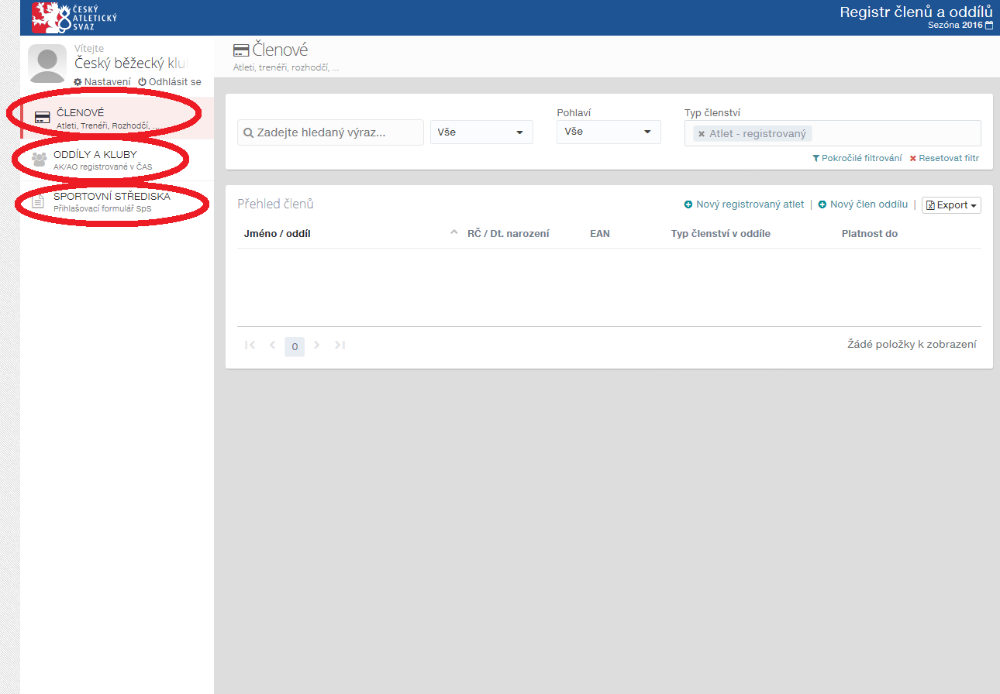 ČESKÝ
ATLETICKÝ
SVAZ
Registr členů a oddílů
Sezóna 2016
Vítejte
Český běžecký klu
Nastavení Odhlásit se
ČLENOVÉ
Atleti, Trenéři, Rozhodčí, ...
ODDÍLY A KLUBY
AK/AO registrované v ČAS
SPORTOVNÍ STŘEDISKA
Přihlašovací formulář SpS
Členové
Atleti, trenéři, rozhodčí, ...
Pohlaví Typ členství
Zadejte hledaný výraz... Vše Vše × Atlet - registrovaný
Pokročilé filtrování × Resetovat filtr
Přehled členů Nový registrovaný atlet | Nový člen oddílu | Export
Jméno / oddíl RČ / Dt. narození EAN Typ členství v oddíle Platnost do
0 Žádé položky k zobrazení